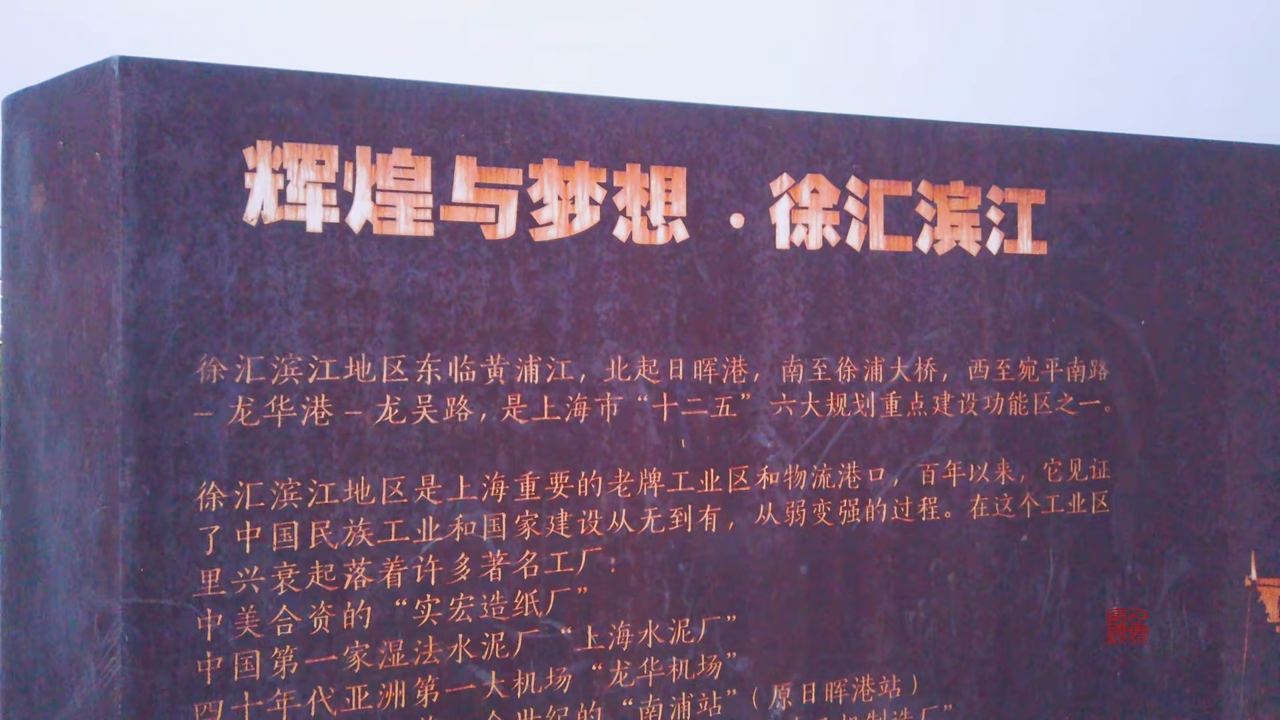 辉煌与梦想·徐汇滨江
徐汇滨江地区东临黄浦江，北起日晖港，南至徐浦大桥，西至宛平南路
－龙华港－龙吴路，是上海市“十二五”六大规划重点建设功能区之一。
徐汇滨江地区是上海重要的老牌工业区和物流港口，百年以来，它见证
了中国民族工业和国家建设从无到有，从弱变强的过程。在这个工业区
里兴衰起落着许多著名工厂：
中美合资的“实宏造纸厂”
中国第一家湿法水泥厂“上海水泥厂”
四十年代亚洲第一大机场“龙华机场”
世纪的“南浦站”（原日晖港站）
制造厂”